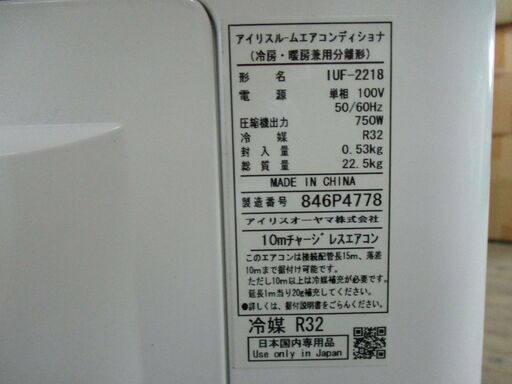 アイリスルームエアコンディショナ
(冷房・暖房兼用分離形)
形 名 IUF-2218
電 源 単相 100V
50/60Hz
圧縮機出力 750W
冷 媒 R32
封 入 量 0.53kg
総 質 量 22.5kg
MADE IN CHINA
製造番号 846P4778
アイリスオーヤマ株式会社
10mチャージレスエアコン
このエアコンは接続配管長15m、落差
10mまで据付け可能です。
ただし10m以上は冷媒補充が必要です。
延長1m当り20g補充してください。
●詳しくは、据付説明書をごらんください。
冷媒 R32
日本国内専用品
Use only in Japan